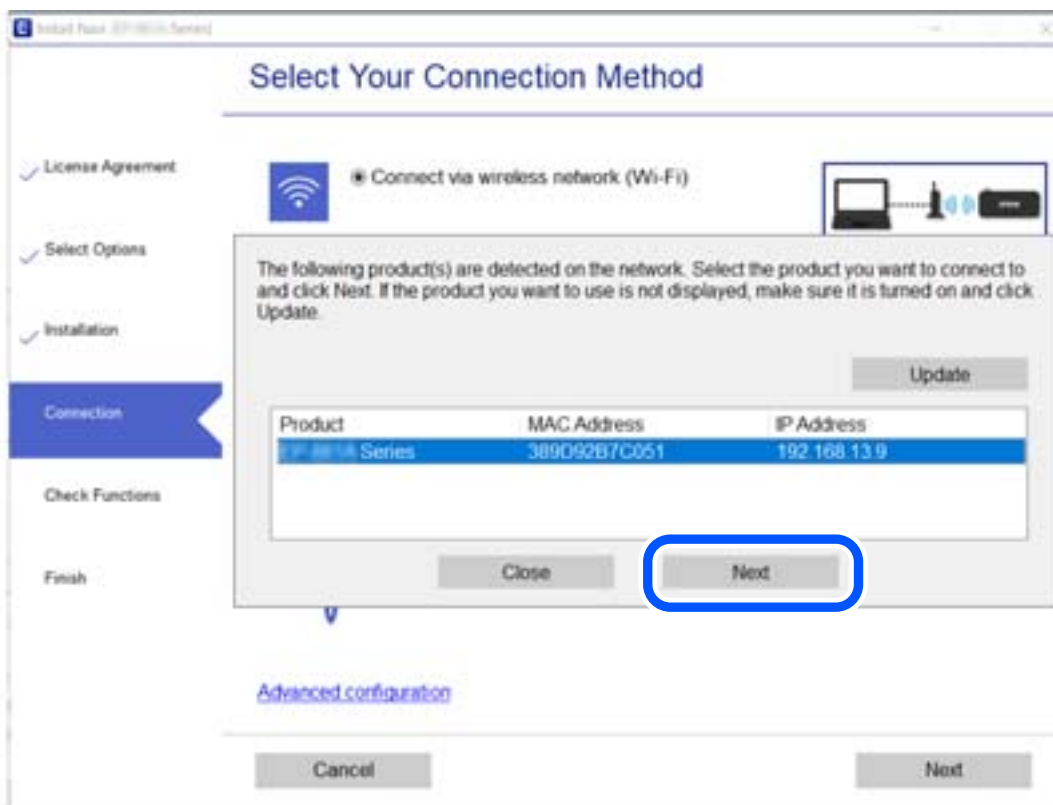 Install Navi
Series]
Select Your Connection Method
License Agreement
Select Options
Installation
Connection
Check Functions
Finish
Connect via wireless network (Wi-Fi)
The following product(s) are detected on the network. Select the product you want to connect to
and click Next. If the product you want to use is not displayed, make sure it is turned on and click
Update.
Update
Product MAC Address IP Address
Series 389D92B7C051 192.168.13.9
Close Next
Advanced configuration
Cancel Next